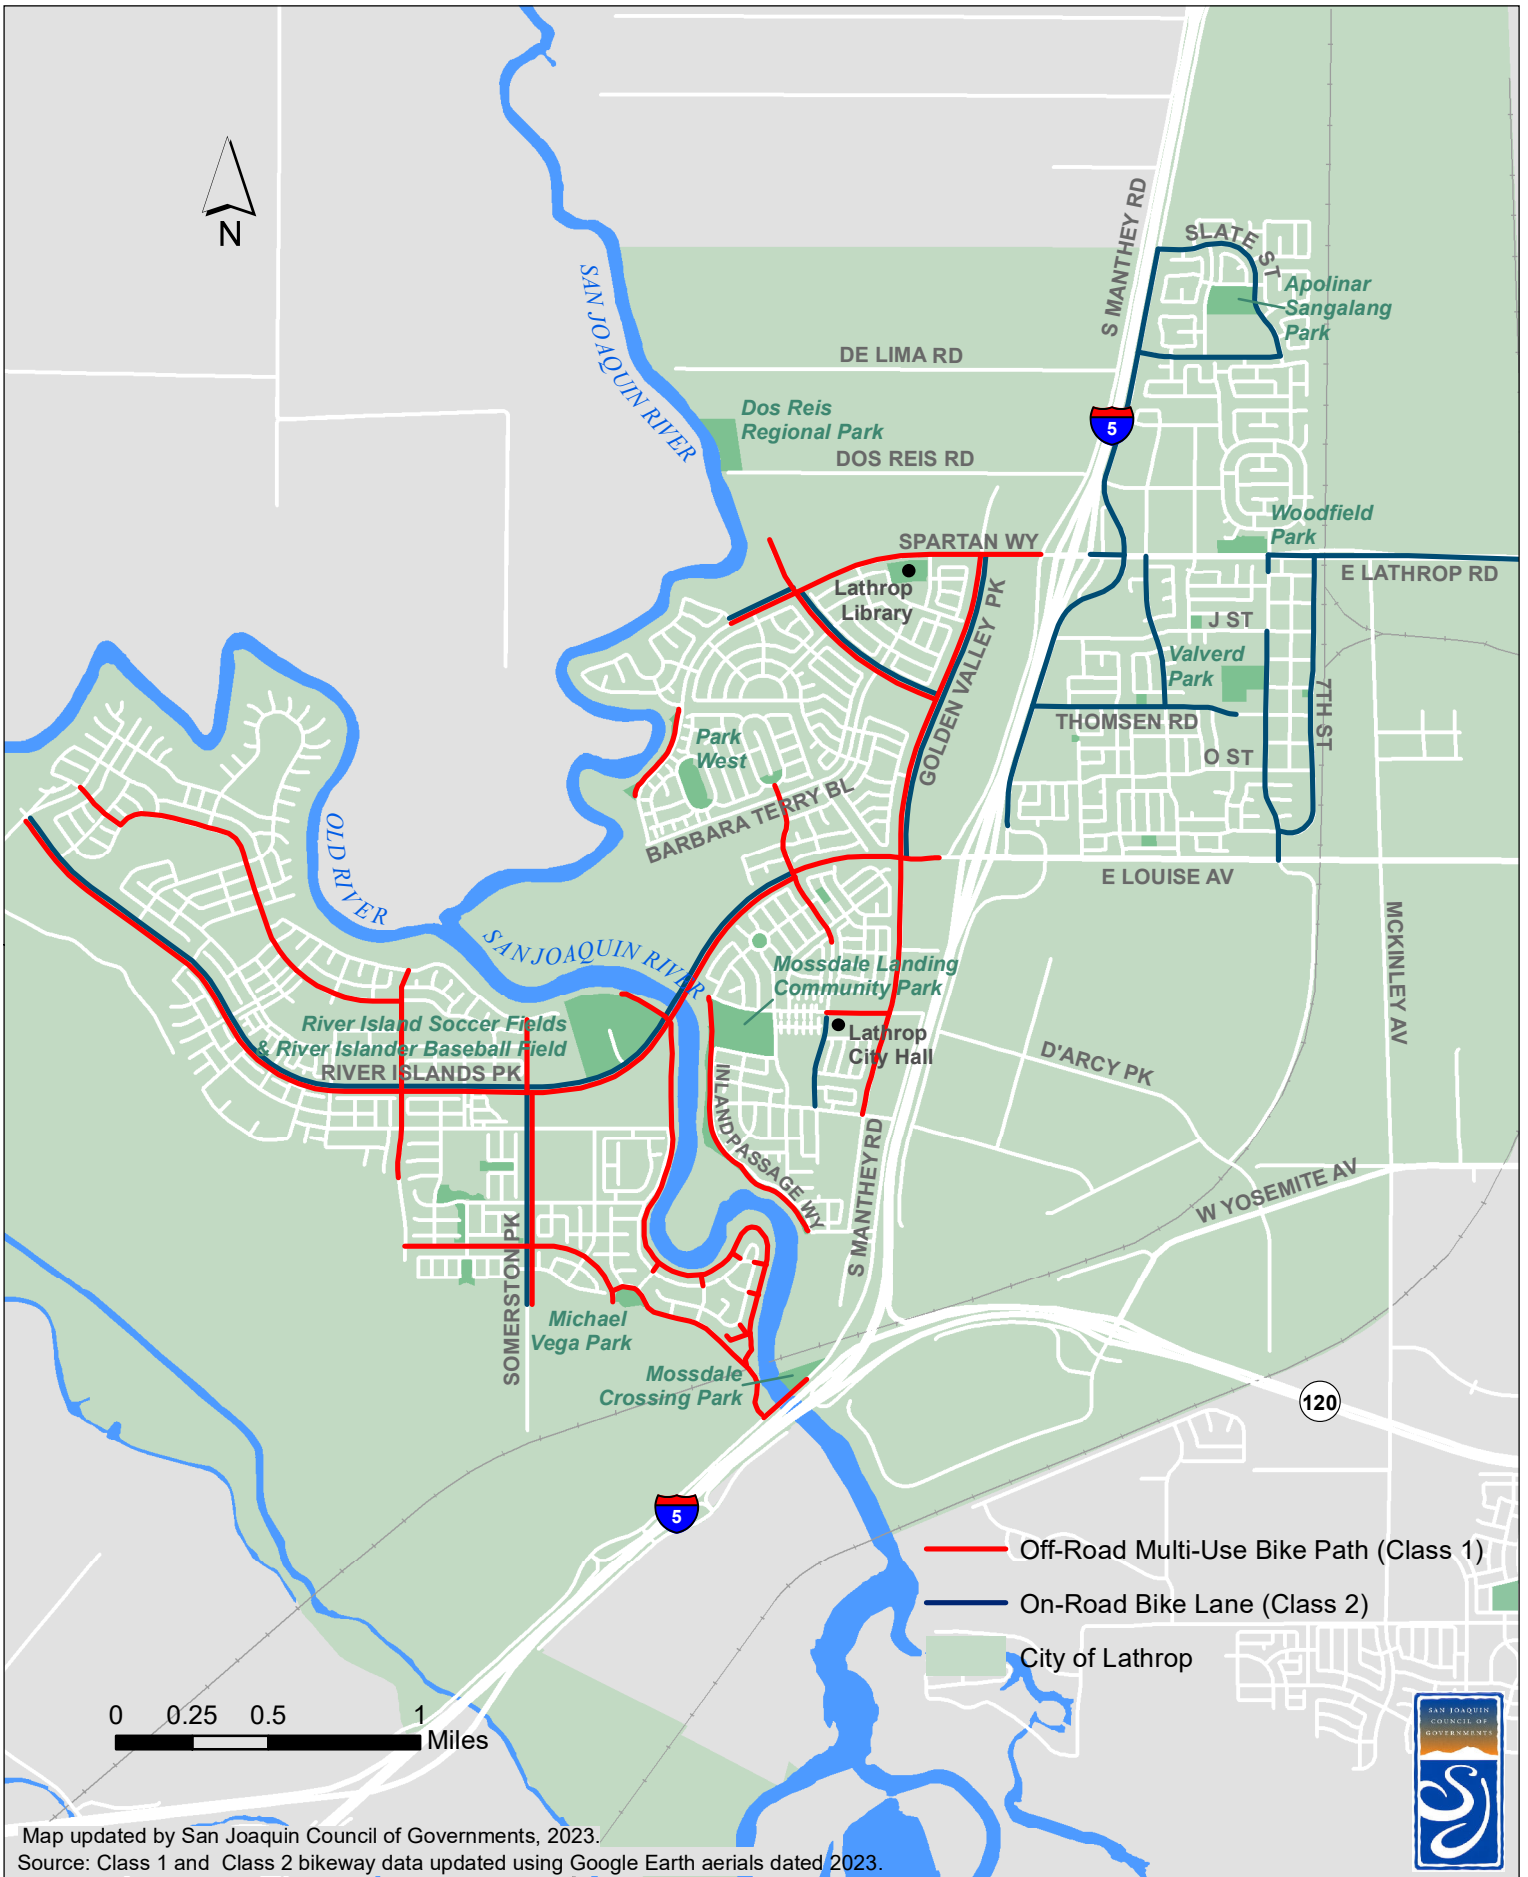 S MANTHEY RD
SLATE ST
N
Apolinar
Sangalang
Park
SAN JOAQUIN RIVER
DE LIMA RD
Dos Reis
Regional Park
5
DOS REIS RD
Woodfield
Park
SPARTAN WY
E LATHROP RD
Lathrop
Library
GOLDEN VALLEY PK
J ST
Valverd
Park
7TH ST
THOMSEN RD
Park
West
O ST
BARBARA TERRY BL
OLD RIVER
E LOUISE AV
MCKINLEY AV
SAN JOAQUIN RIVER
Mossdale Landing
Community Park
River Island Soccer Fields
& River Islander Baseball Field
Lathrop
City Hall
D'ARCY PK
RIVER ISLANDS PK
INLAND PASSAGE WY
S MANTHEY RD
W YOSEMITE AV
SOMERSTON PK
Michael
Vega Park
Mossdale
Crossing Park
120
5
Off-Road Multi-Use Bike Path (Class 1)
On-Road Bike Lane (Class 2)
City of Lathrop
0 0.25 0.5 1
Miles
SAN JOAQUIN
COUNCIL OF
GOVERNMENTS
Map updated by San Joaquin Council of Governments, 2023.
Source: Class 1 and Class 2 bikeway data updated using Google Earth aerials dated 2023.